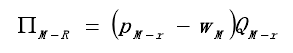 Π_{M-R} = (p_{M-x} - w_M)Q_{M-x}